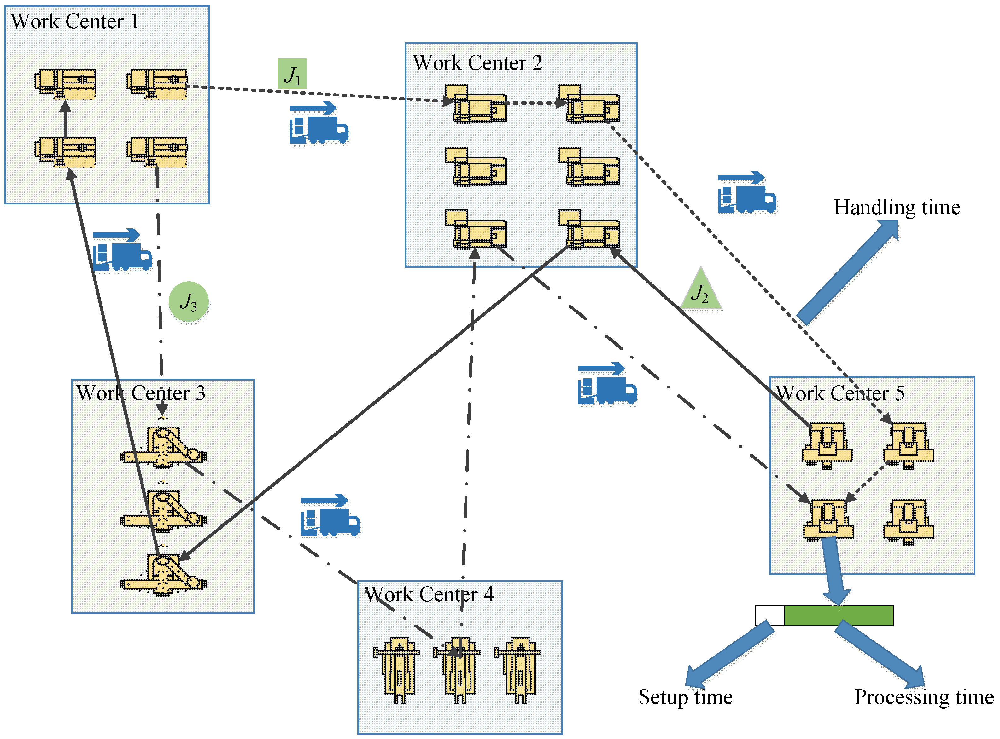 Work Center 1
Work Center 2
J1
Handling time
J2
J3
Work Center 3
Work Center 5
Work Center 4
Setup time
Processing time